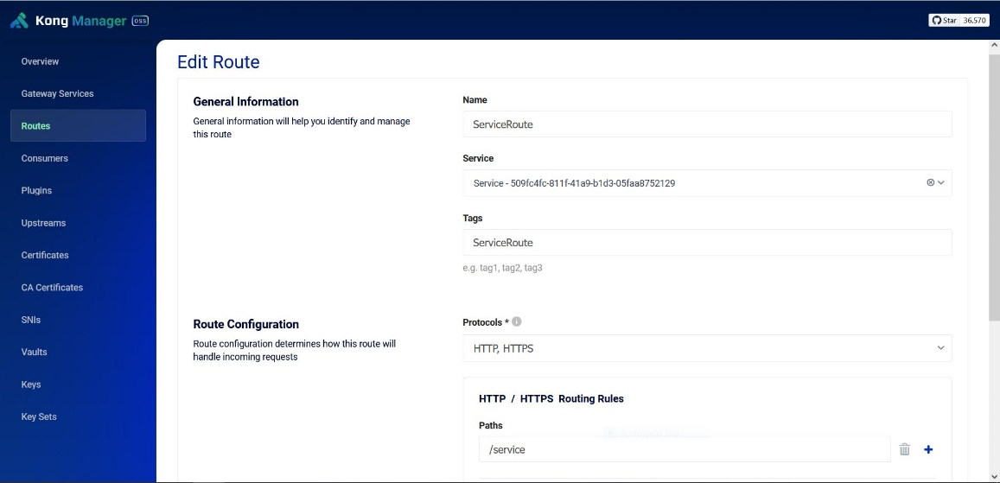 Kong Manager OSS
Star 36,570
Overview
Gateway Services
Routes
Consumers
Plugins
Upstreams
Certificates
CA Certificates
SNIs
Vaults
Keys
Key Sets
Edit Route
General Information
General information will help you identify and manage
this route
Name
ServiceRoute
Service
Service - 509fc4fc-811f-41a9-b1d3-05faa8752129
Tags
ServiceRoute
e.g. tag1, tag2, tag3
Route Configuration
Route configuration determines how this route will
handle incoming requests
Protocols *
HTTP, HTTPS
HTTP / HTTPS Routing Rules
Paths
/service